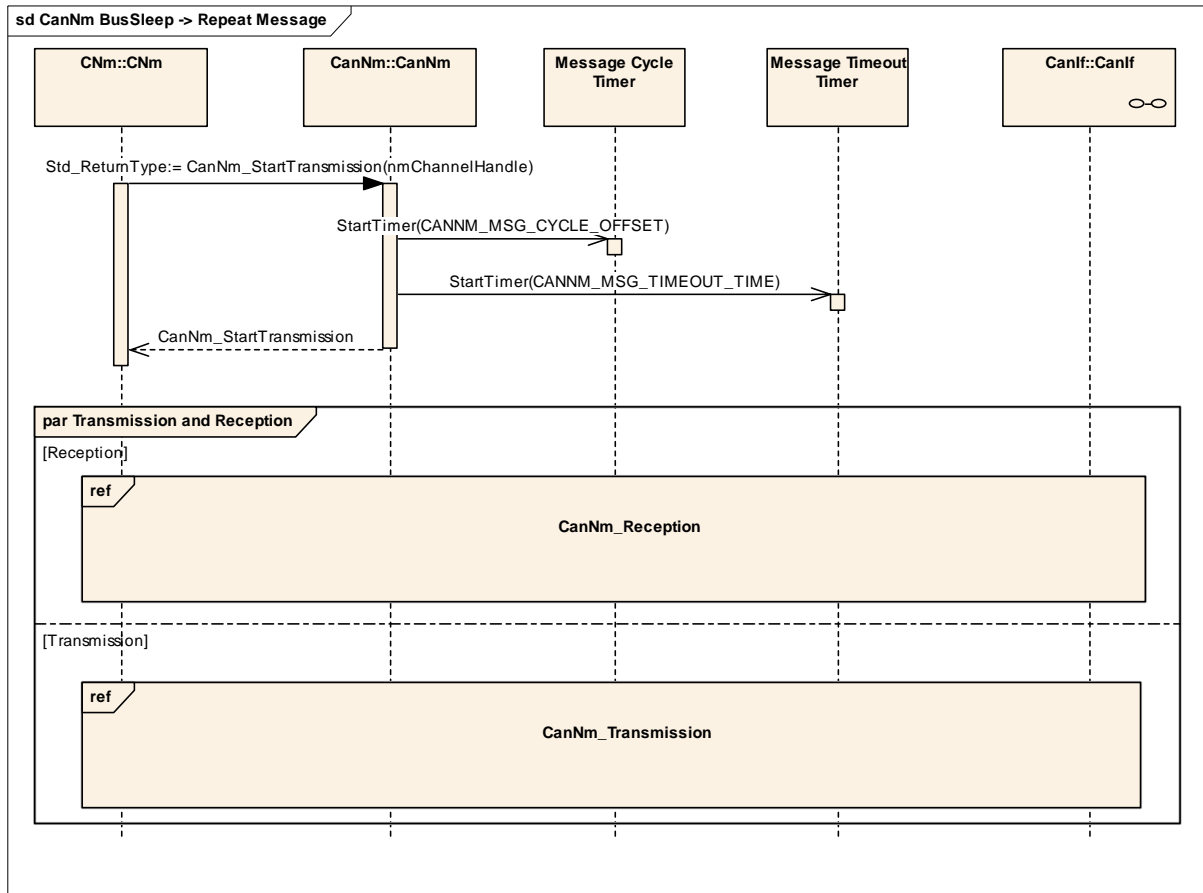 sd CanNm BusSleep -> Repeat Message
CNm::CNm
CanNm::CanNm
Message Cycle
Timer
Message Timeout
Timer
CanIf::CanIf
Std_ReturnType:= CanNm_StartTransmission(nmChannelHandle)
StartTimer(CANNM_MSG_CYCLE_OFFSET)
StartTimer(CANNM_MSG_TIMEOUT_TIME)
CanNm_StartTransmission
par Transmission and Reception
[Reception]
ref
CanNm_Reception
[Transmission]
ref
CanNm_Transmission